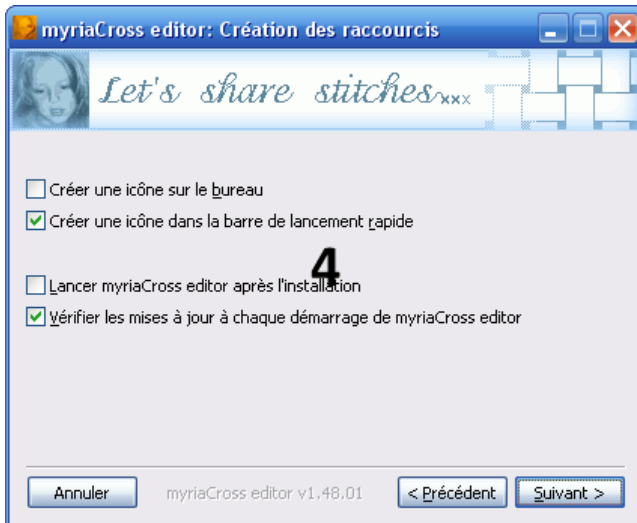 myriaCross editor: Création des raccourcis
Let's share stitches...xxx
Créer une icône sur le bureau
Créer une icône dans la barre de lancement rapide
4
Lancer myriaCross editor après l'installation
Vérifier les mises à jour à chaque démarrage de myriaCross editor
Annuler
myriaCross editor v1.48.01
< Précédent
Suivant >